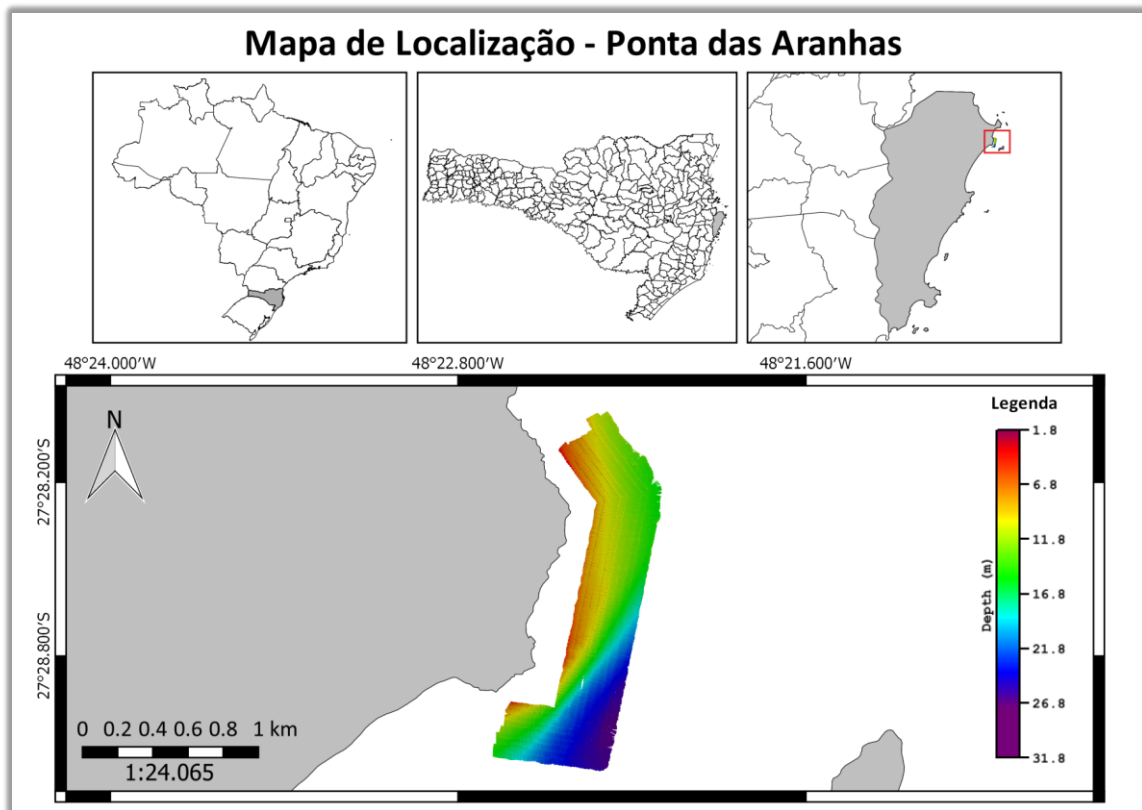 Mapa de Localização - Ponta das Aranhas
48°24.000'W
48°22.800'W
48°21.600'W
27°28.200'S
27°28.800'S
N
Legenda
1.8
6.8
11.8
16.8
21.8
26.8
31.8
Depth (m)
0 0.2 0.4 0.6 0.8 1 km
1:24.065